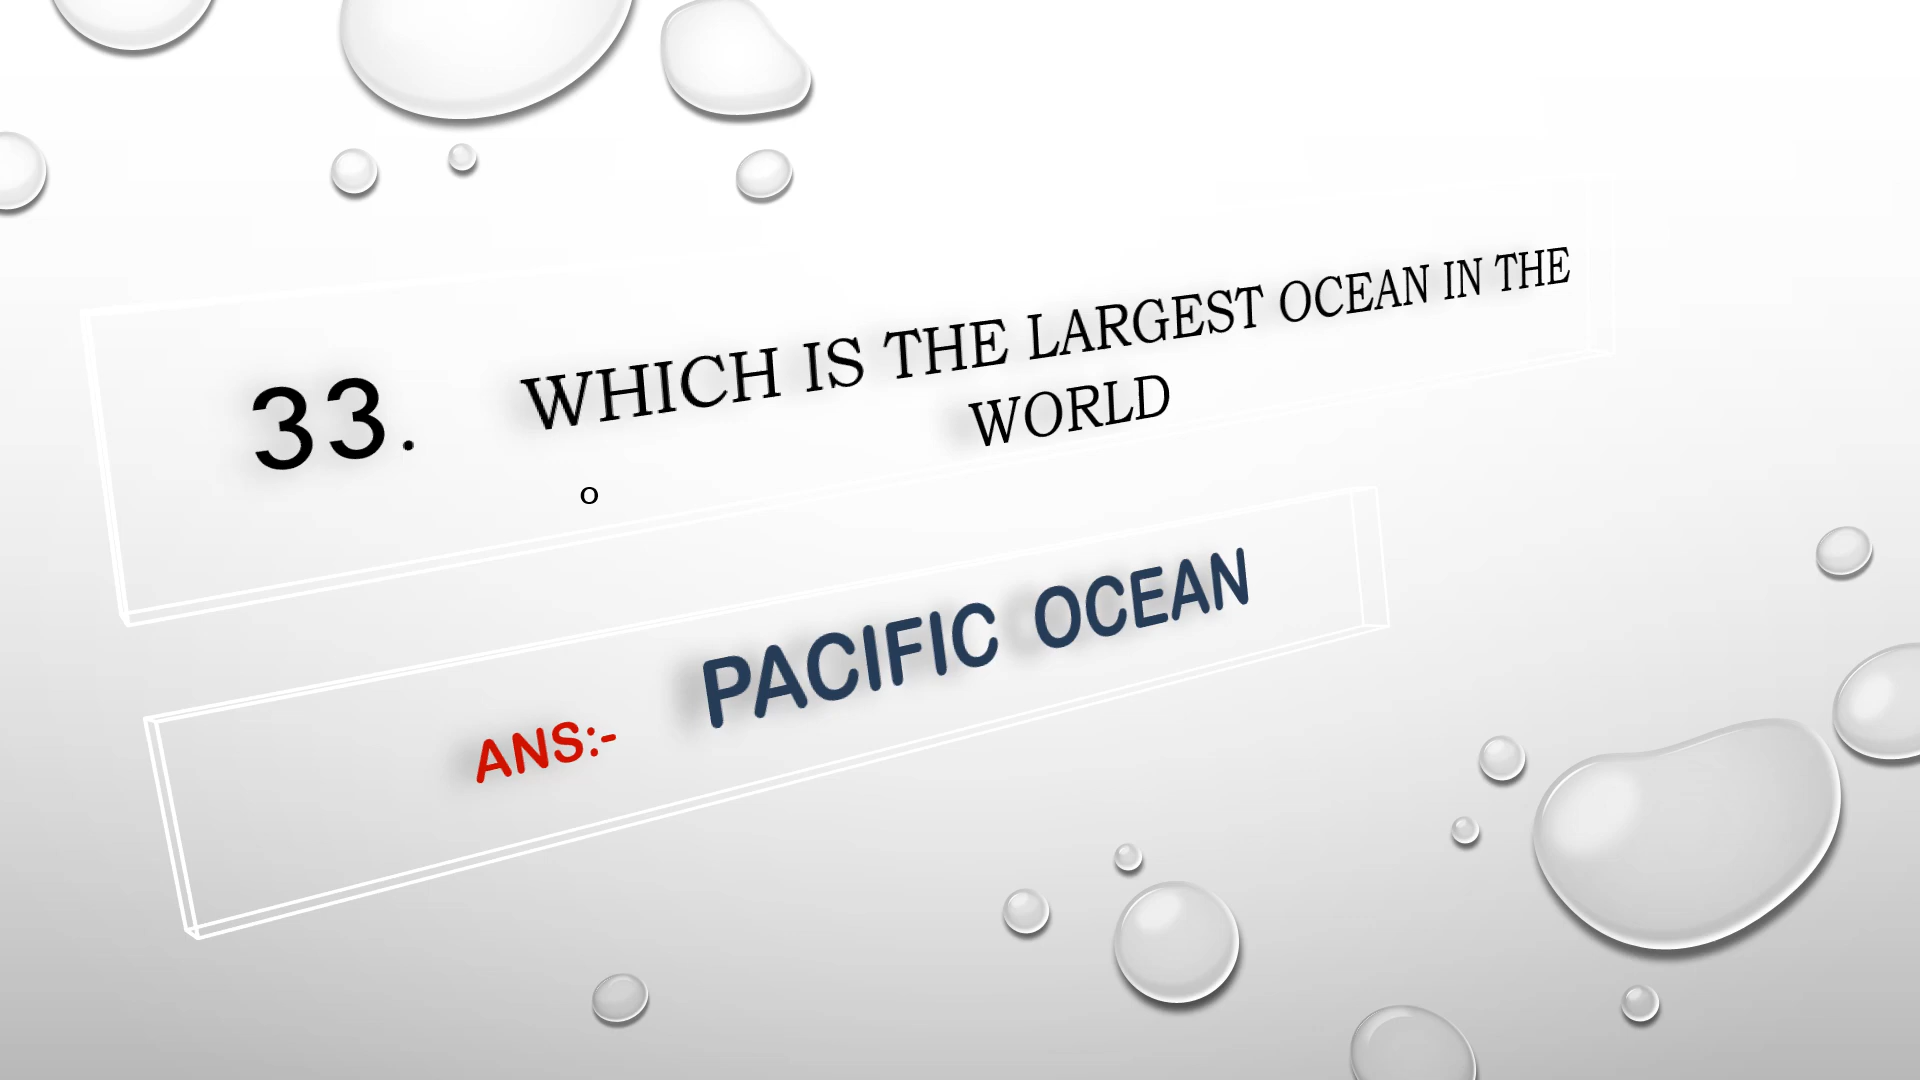 33. WHICH IS THE LARGEST OCEAN IN THE
WORLD
o
ANS:- PACIFIC OCEAN